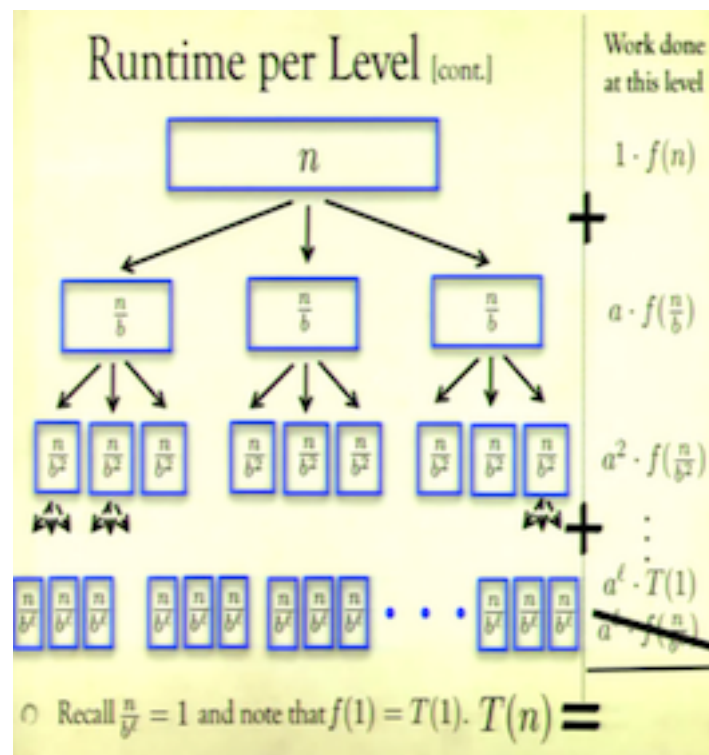 Runtime per Level [cont.]
Work done
at this level
n
1 · f(n)
+
n/b n/b n/b
a · f(n/b)
n/b² n/b² n/b² n/b² n/b² n/b² n/b² n/b² n/b²
a² · f(n/b²)
+
⋮
a^ℓ · T(1)
n/b^ℓ n/b^ℓ n/b^ℓ n/b^ℓ n/b^ℓ n/b^ℓ n/b^ℓ n/b^ℓ n/b^ℓ · · · n/b^ℓ n/b^ℓ n/b^ℓ
○ Recall n/b^ℓ = 1 and note that f(1) = T(1). T(n) =